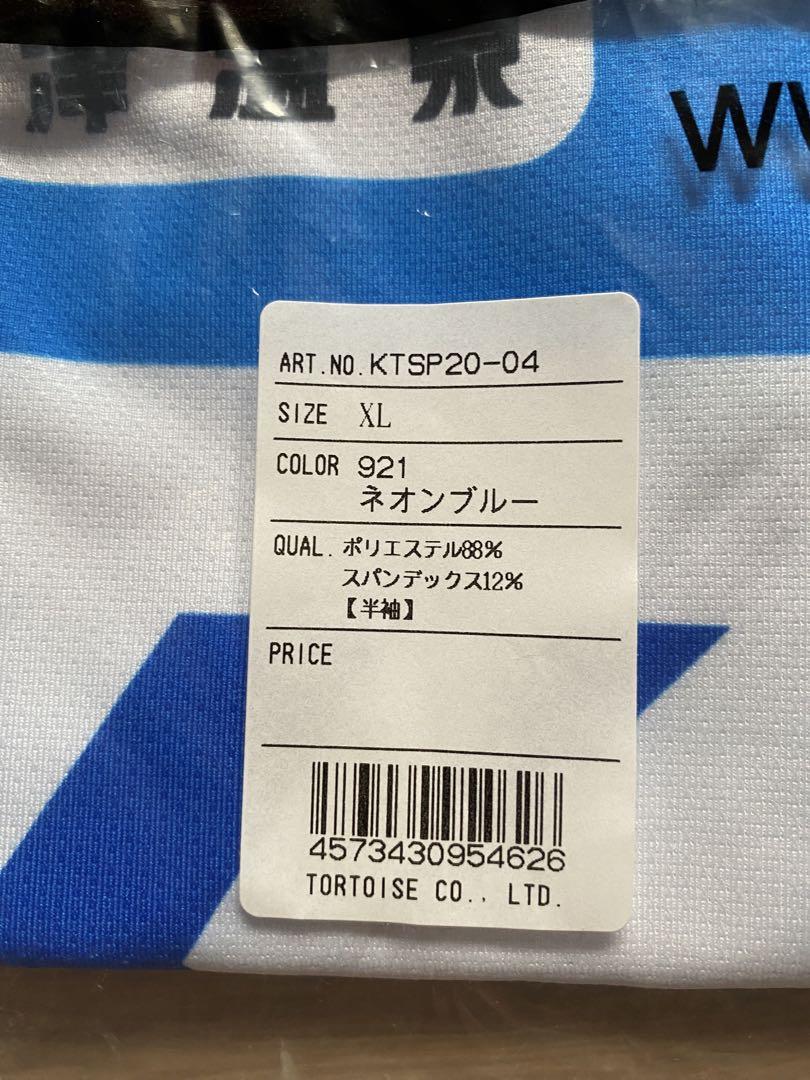 温泉
ART.NO. KTSP20-04
SIZE XL
COLOR 921
ネオンブルー
QUAL. ポリエステル88%
スパンデックス12%
【半袖】
PRICE
4573430954626
TORTOISE CO., LTD.